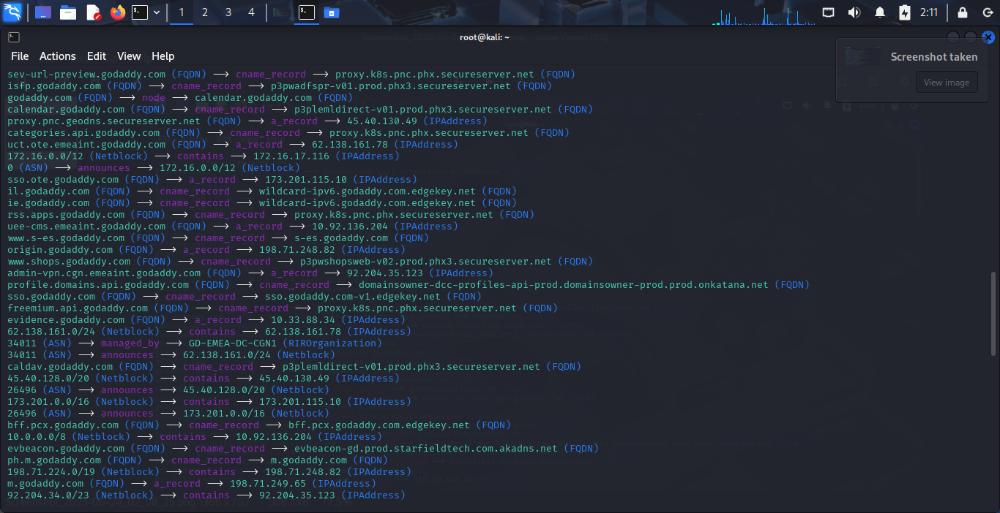 1 2 3 4 2:11
root@kali: ~
File Actions Edit View Help
Screenshot taken
View image
sev-url-preview.godaddy.com (FQDN) ⟶ cname_record ⟶ proxy.k8s.pnc.phx.secureserver.net (FQDN)
isfp.godaddy.com (FQDN) ⟶ cname_record ⟶ p3pwadfspr-v01.prod.phx3.secureserver.net (FQDN)
godaddy.com (FQDN) ⟶ node ⟶ calendar.godaddy.com (FQDN)
calendar.godaddy.com (FQDN) ⟶ cname_record ⟶ p3plemldirect-v01.prod.phx3.secureserver.net (FQDN)
proxy.pnc.geodns.secureserver.net (FQDN) ⟶ a_record ⟶ 45.40.130.49 (IPAddress)
categories.api.godaddy.com (FQDN) ⟶ cname_record ⟶ proxy.k8s.pnc.phx.secureserver.net (FQDN)
uct.ote.emeaint.godaddy.com (FQDN) ⟶ a_record ⟶ 62.138.161.78 (IPAddress)
172.16.0.0/12 (Netblock) ⟶ contains ⟶ 172.16.17.116 (IPAddress)
0 (ASN) ⟶ announces ⟶ 172.16.0.0/12 (Netblock)
sso.ote.godaddy.com (FQDN) ⟶ a_record ⟶ 173.201.115.10 (IPAddress)
il.godaddy.com (FQDN) ⟶ cname_record ⟶ wildcard-ipv6.godaddy.com.edgekey.net (FQDN)
ie.godaddy.com (FQDN) ⟶ cname_record ⟶ wildcard-ipv6.godaddy.com.edgekey.net (FQDN)
rss.apps.godaddy.com (FQDN) ⟶ cname_record ⟶ proxy.k8s.pnc.phx.secureserver.net (FQDN)
uee-cms.emeaint.godaddy.com (FQDN) ⟶ a_record ⟶ 10.92.136.204 (IPAddress)
www.s-es.godaddy.com (FQDN) ⟶ cname_record ⟶ s-es.godaddy.com (FQDN)
origin.godaddy.com (FQDN) ⟶ a_record ⟶ 198.71.248.82 (IPAddress)
www.shops.godaddy.com (FQDN) ⟶ cname_record ⟶ p3pwshopsweb-v02.prod.phx3.secureserver.net (FQDN)
admin-vpn.cgn.emeaint.godaddy.com (FQDN) ⟶ a_record ⟶ 92.204.35.123 (IPAddress)
profile.domains.api.godaddy.com (FQDN) ⟶ cname_record ⟶ domainsowner-dcc-profiles-api-prod.domainsowner-prod.prod.onkatana.net (FQDN)
sso.godaddy.com (FQDN) ⟶ cname_record ⟶ sso.godaddy.com-v1.edgekey.net (FQDN)
freemium.api.godaddy.com (FQDN) ⟶ cname_record ⟶ proxy.k8s.pnc.phx.secureserver.net (FQDN)
evidence.godaddy.com (FQDN) ⟶ a_record ⟶ 10.33.88.34 (IPAddress)
62.138.161.0/24 (Netblock) ⟶ contains ⟶ 62.138.161.78 (IPAddress)
34011 (ASN) ⟶ managed_by ⟶ GD-EMEA-DC-CGN1 (RIROrganization)
34011 (ASN) ⟶ announces ⟶ 62.138.161.0/24 (Netblock)
caldav.godaddy.com (FQDN) ⟶ cname_record ⟶ p3plemldirect-v01.prod.phx3.secureserver.net (FQDN)
45.40.128.0/20 (Netblock) ⟶ contains ⟶ 45.40.130.49 (IPAddress)
26496 (ASN) ⟶ announces ⟶ 45.40.128.0/20 (Netblock)
173.201.0.0/16 (Netblock) ⟶ contains ⟶ 173.201.115.10 (IPAddress)
26496 (ASN) ⟶ announces ⟶ 173.201.0.0/16 (Netblock)
bff.pcx.godaddy.com (FQDN) ⟶ cname_record ⟶ bff.pcx.godaddy.com.edgekey.net (FQDN)
10.0.0.0/8 (Netblock) ⟶ contains ⟶ 10.92.136.204 (IPAddress)
evbeacon.godaddy.com (FQDN) ⟶ cname_record ⟶ evbeacon-gd.prod.starfieldtech.com.akadns.net (FQDN)
ph.m.godaddy.com (FQDN) ⟶ cname_record ⟶ m.godaddy.com (FQDN)
198.71.224.0/19 (Netblock) ⟶ contains ⟶ 198.71.248.82 (IPAddress)
m.godaddy.com (FQDN) ⟶ a_record ⟶ 198.71.249.65 (IPAddress)
92.204.34.0/23 (Netblock) ⟶ contains ⟶ 92.204.35.123 (IPAddress)